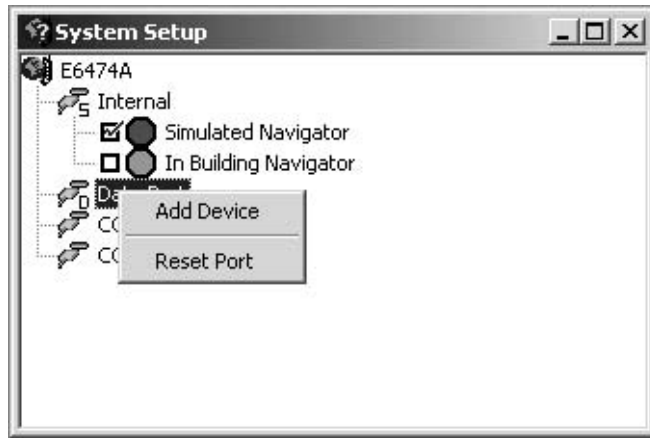 System Setup
E6474A
S Internal
Simulated Navigator
In Building Navigator
D
Add Device
Reset Port